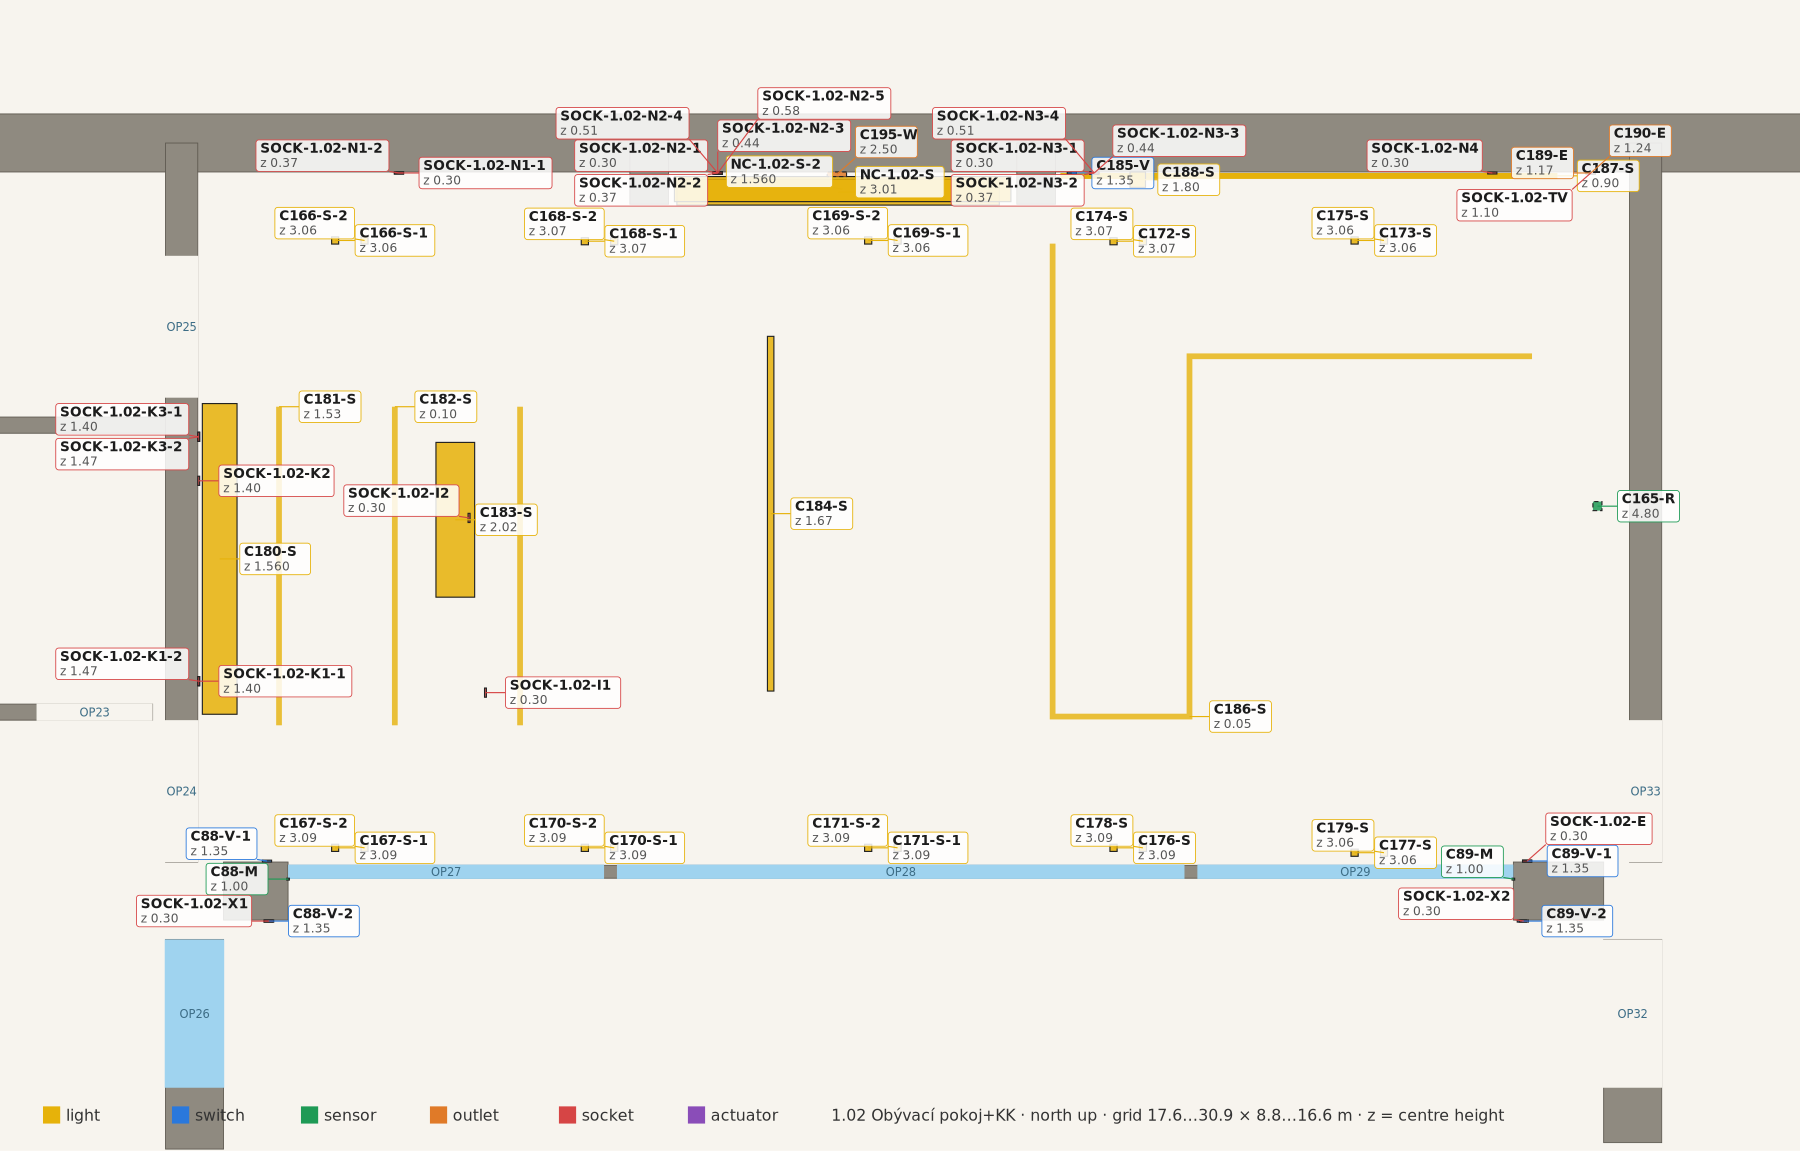 SOCK-1.02-N2-5
z 0.58
SOCK-1.02-N2-4
z 0.51
SOCK-1.02-N3-4
z 0.51
SOCK-1.02-N2-3
z 0.44
C195-W
z 2.50
SOCK-1.02-N3-3
z 0.44
C190-E
z 1.24
SOCK-1.02-N1-2
z 0.37
SOCK-1.02-N2-1
z 0.30
SOCK-1.02-N3-1
z 0.30
SOCK-1.02-N4
z 0.30
C189-E
z 1.17
SOCK-1.02-N1-1
z 0.30
NC-1.02-S-2
z 1.560
NC-1.02-S
z 3.01
C185-V
z 1.35
C188-S
z 1.80
C187-S
z 0.90
SOCK-1.02-N2-2
z 0.37
SOCK-1.02-N3-2
z 0.37
SOCK-1.02-TV
z 1.10
C166-S-2
z 3.06
C166-S-1
z 3.06
C168-S-2
z 3.07
C168-S-1
z 3.07
C169-S-2
z 3.06
C169-S-1
z 3.06
C174-S
z 3.07
C172-S
z 3.07
C175-S
z 3.06
C173-S
z 3.06
OP25
C181-S
z 1.53
C182-S
z 0.10
SOCK-1.02-K3-1
z 1.40
SOCK-1.02-K3-2
z 1.47
SOCK-1.02-K2
z 1.40
SOCK-1.02-I2
z 0.30
C183-S
z 2.02
C184-S
z 1.67
C165-R
z 4.80
C180-S
z 1.560
SOCK-1.02-K1-2
z 1.47
SOCK-1.02-K1-1
z 1.40
SOCK-1.02-I1
z 0.30
OP23
C186-S
z 0.05
OP24
OP33
C88-V-1
z 1.35
C167-S-2
z 3.09
C167-S-1
z 3.09
C170-S-2
z 3.09
C170-S-1
z 3.09
C171-S-2
z 3.09
C171-S-1
z 3.09
C178-S
z 3.09
C176-S
z 3.09
C179-S
z 3.06
C177-S
z 3.06
SOCK-1.02-E
z 0.30
C89-M
z 1.00
C89-V-1
z 1.35
C88-M
z 1.00
OP27
OP28
OP29
SOCK-1.02-X1
z 0.30
C88-V-2
z 1.35
SOCK-1.02-X2
z 0.30
C89-V-2
z 1.35
OP26
OP32
light
switch
sensor
outlet
socket
actuator
1.02 Obývací pokoj+KK · north up · grid 17.6…30.9 × 8.8…16.6 m · z = centre height